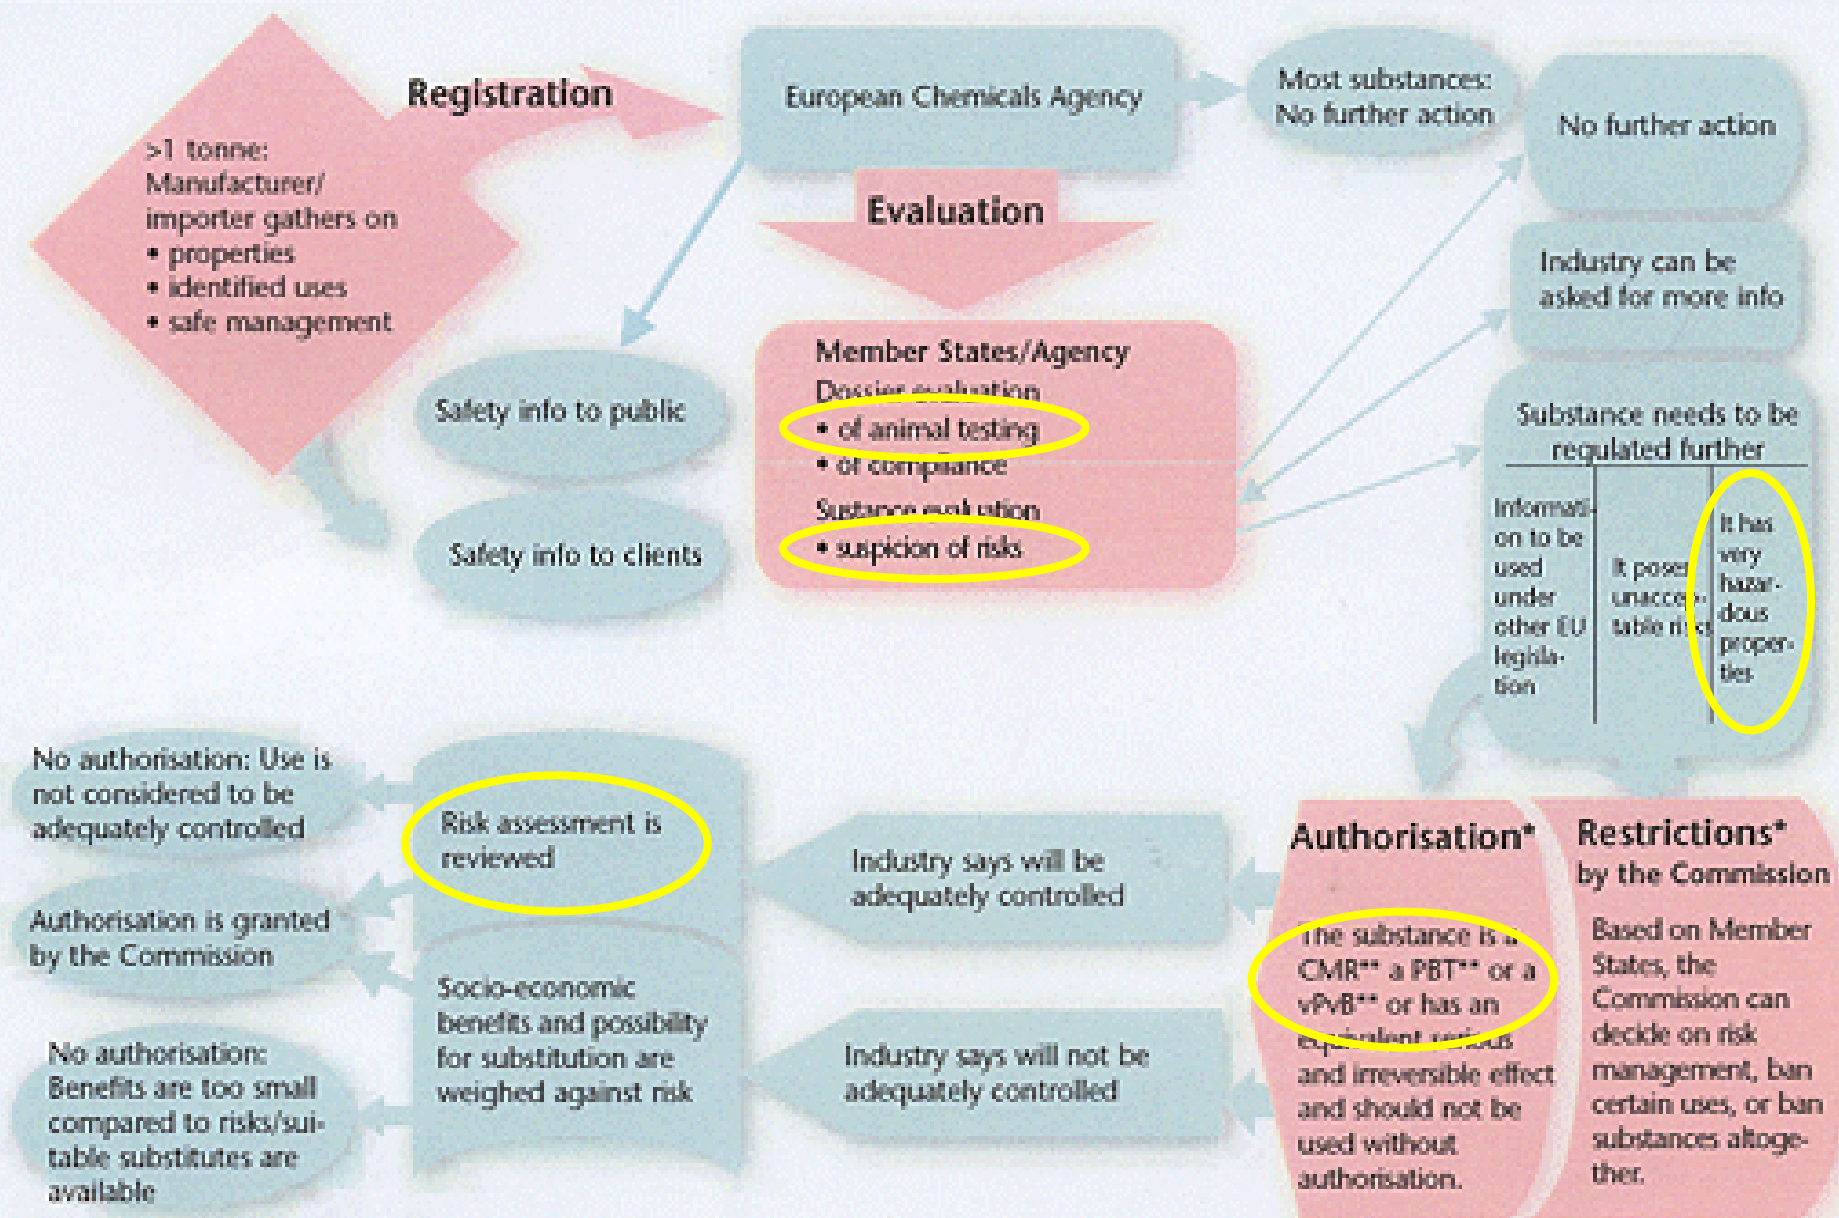 Registration
>1 tonne:
Manufacturer/
importer gathers on
• properties
• identified uses
• safe management
European Chemicals Agency
Most substances:
No further action
No further action
Evaluation
Industry can be
asked for more info
Safety info to public
Safety info to clients
Member States/Agency
Dossier evaluation
• of animal testing
• of compliance
Sustance evaluation
• suspicion of risks
Substance needs to be
regulated further
Informati-
on to be
used
under
other EU
legisla-
tion
It poses
unaccep-
table risks
It has
very
hazar-
dous
proper-
ties
Authorisation*
The substance is a
CMR** a PBT** or a
vPvB** or has an
equivalent serious
and irreversible effect
and should not be
used without
authorisation.
Restrictions*
by the Commission
Based on Member
States, the
Commission can
decide on risk
management, ban
certain uses, or ban
substances altoge-
ther.
Industry says will be
adequately controlled
Industry says will not be
adequately controlled
Risk assessment is
reviewed
Socio-economic
benefits and possibility
for substitution are
weighed against risk
No authorisation: Use is
not considered to be
adequately controlled
Authorisation is granted
by the Commission
No authorisation:
Benefits are too small
compared to risks/sui-
table substitutes are
available